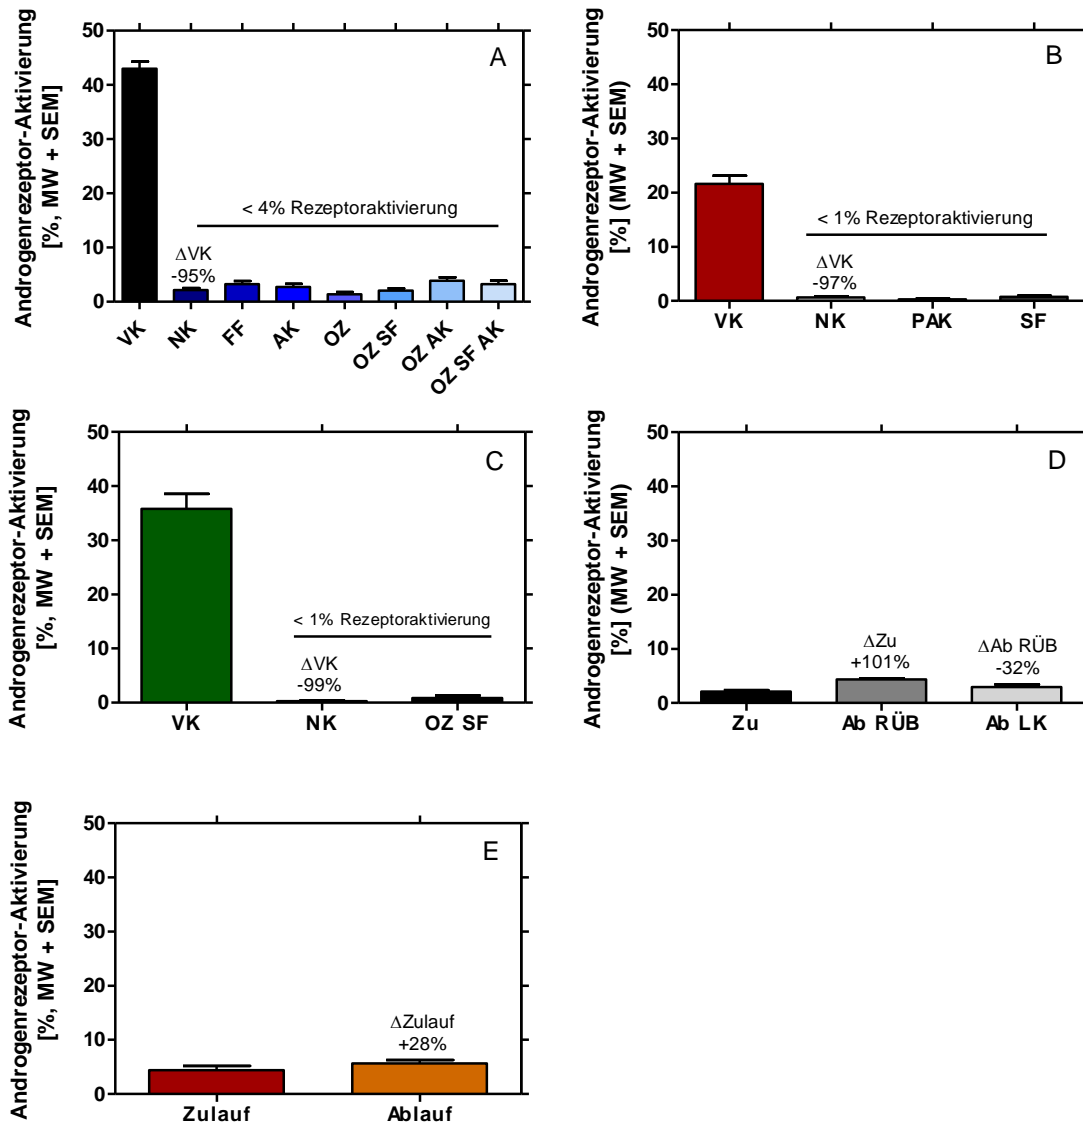 Androgenrezeptor-Aktivierung
[%, MW + SEM]
50
40
30
20
10
0
A
< 4% Rezeptoraktivierung
ΔVK
-95%
VK
NK
FF
AK
OZ
OZ SF
OZ AK
OZ SF AK
Androgenrezeptor-Aktivierung
[%] (MW + SEM)
50
40
30
20
10
0
B
< 1% Rezeptoraktivierung
ΔVK
-97%
VK
NK
PAK
SF
Androgenrezeptor-Aktivierung
[%, MW + SEM]
50
40
30
20
10
0
C
< 1% Rezeptoraktivierung
ΔVK
-99%
VK
NK
OZ SF
Androgenrezeptor-Aktivierung
[%] (MW + SEM)
50
40
30
20
10
0
D
ΔZu
+101%
ΔAb RÜB
-32%
Zu
Ab RÜB
Ab LK
Androgenrezeptor-Aktivierung
[%, MW + SEM]
50
40
30
20
10
0
E
ΔZulauf
+28%
Zulauf
Ablauf